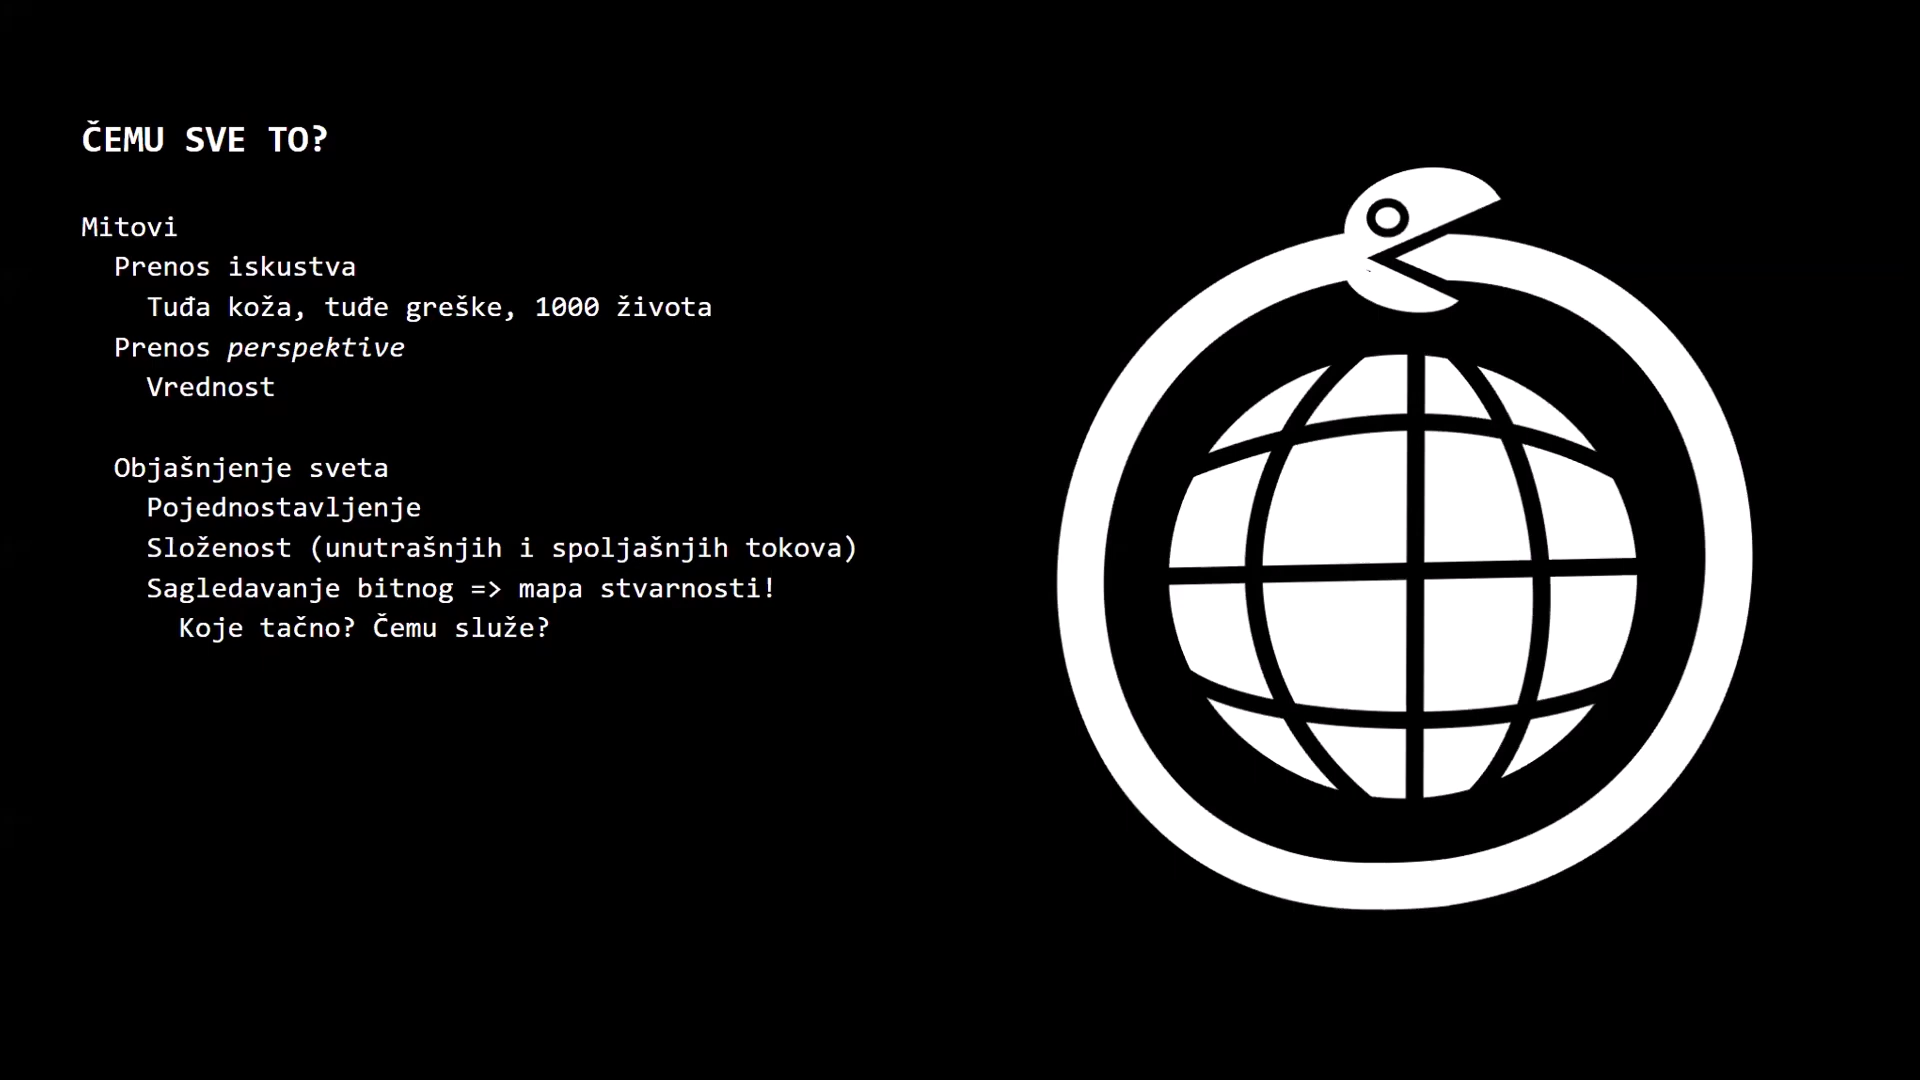 ČEMU SVE TO?
Mitovi
Prenos iskustva
Tuđa koža, tuđe greške, 1000 života
Prenos perspektive
Vrednost
Objašnjenje sveta
Pojednostavljenje
Složenost (unutrašnjih i spoljašnjih tokova)
Sagledavanje bitnog => mapa stvarnosti!
Koje tačno? Čemu služe?